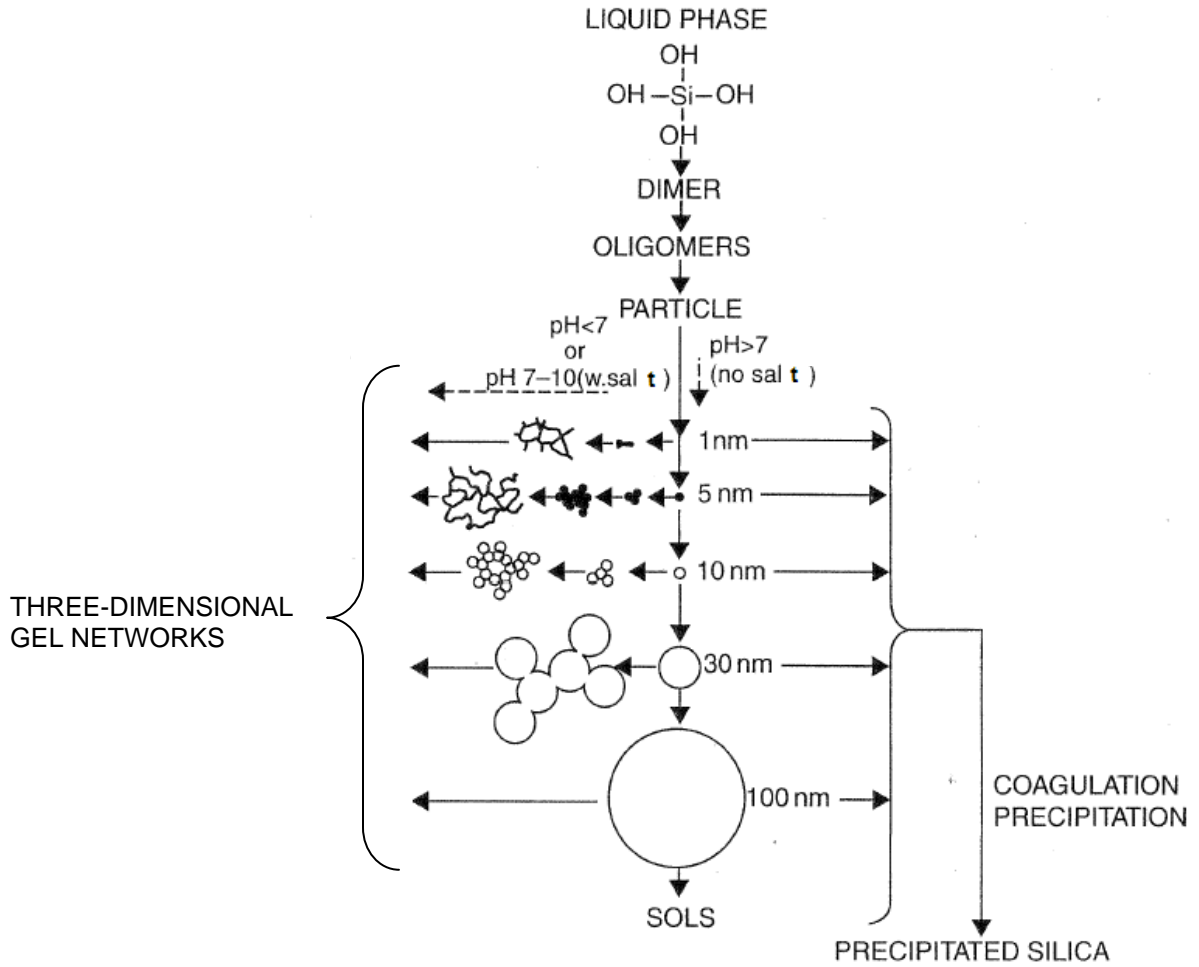 LIQUID PHASE
OH
OH–Si–OH
OH
DIMER
OLIGOMERS
PARTICLE
pH<7
or
pH 7–10(w.sal t )
pH>7
(no sal t )
1nm
5 nm
10 nm
30 nm
100 nm
THREE-DIMENSIONAL
GEL NETWORKS
COAGULATION
PRECIPITATION
SOLS
PRECIPITATED SILICA